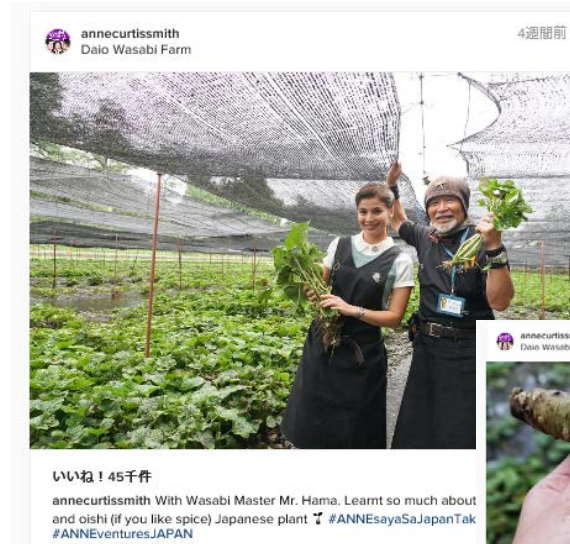 annecurtissmith
Daio Wasabi Farm
4週間前
いいね！45千件
annecurtissmith With Wasabi Master Mr. Hama. Learnt so much about
and oishi (if you like spice) Japanese plant #ANNEsayaSaJapanTak
#ANNEventuresJAPAN
annecurtiss
Daio Wasabi